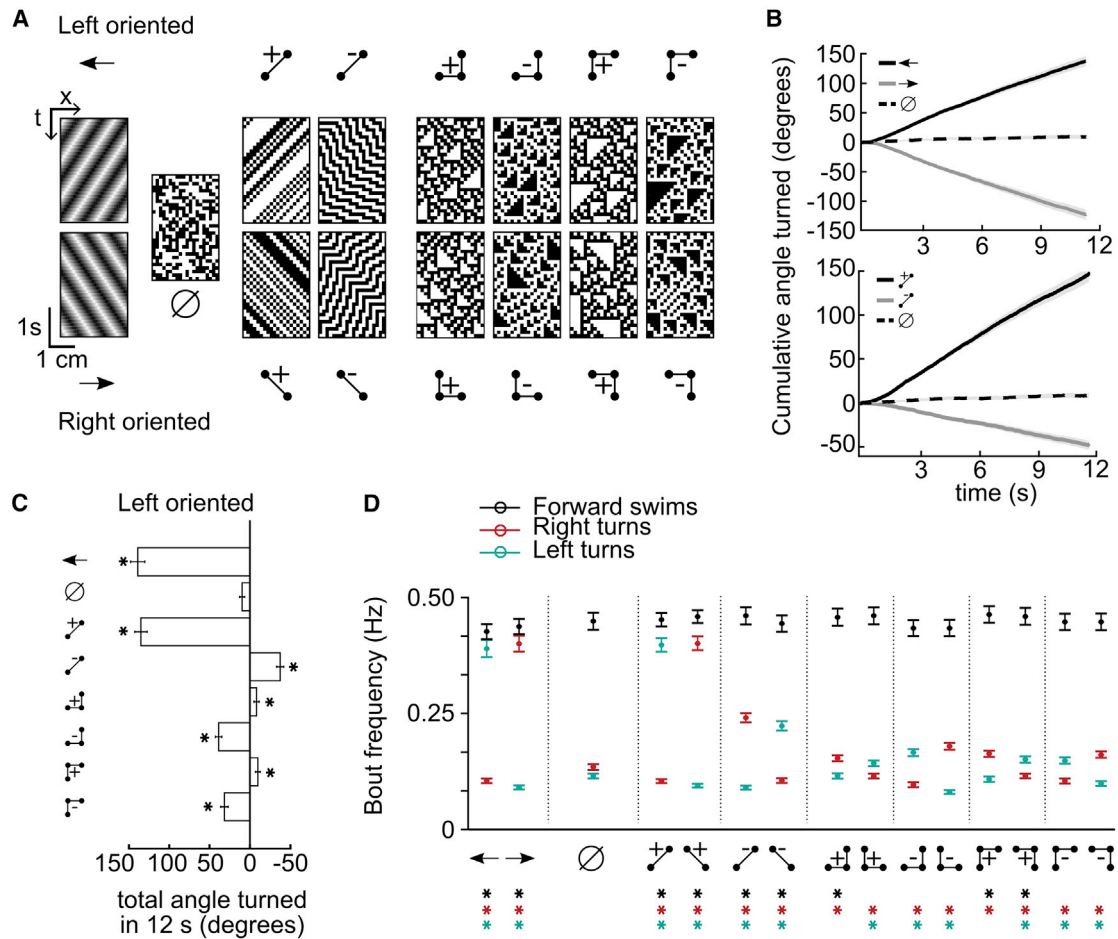 A
Left oriented
x
t
+
-
+
-
+
-
∅
1s
1 cm
+
-
+
-
+
-
Right oriented
B
Cumulative angle turned (degrees)
150
100
50
0
-50
-100
-150
3 6 9 12
∅
150
100
50
0
-50
+
-
∅
3 6 9 12
time (s)
C
Left oriented
*
∅
+ *
- *
+ *
- *
+ *
- *
150 100 50 0 -50
total angle turned
in 12 s (degrees)
D
Forward swims
Right turns
Left turns
Bout frequency (Hz)
0.50
0.25
0
∅ + + - - + + - - + + - -
* * * * * * *
* * * * * * * * * * * *
* * * * * * * * * * *